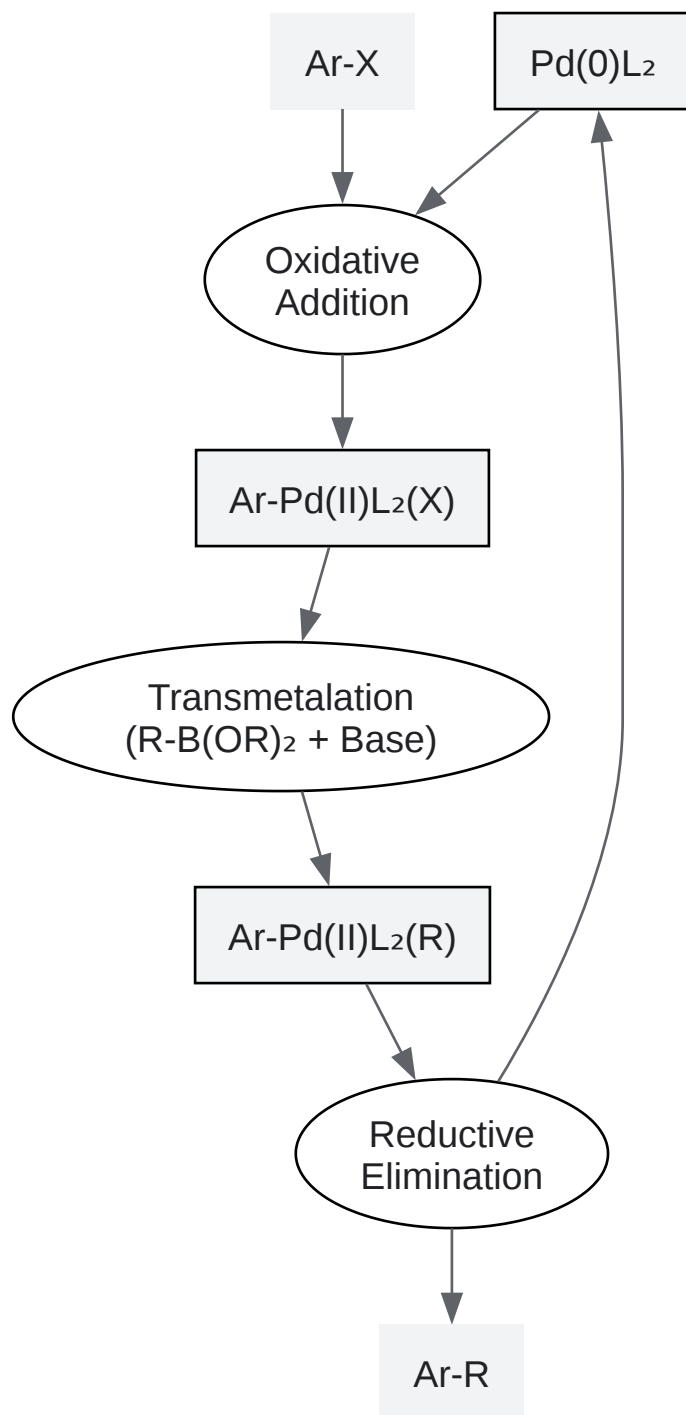 Ar-X
Pd(0)L₂
Oxidative
Addition
Ar-Pd(II)L₂(X)
Transmetalation
(R-B(OR)₂ + Base)
Ar-Pd(II)L₂(R)
Reductive
Elimination
Ar-R